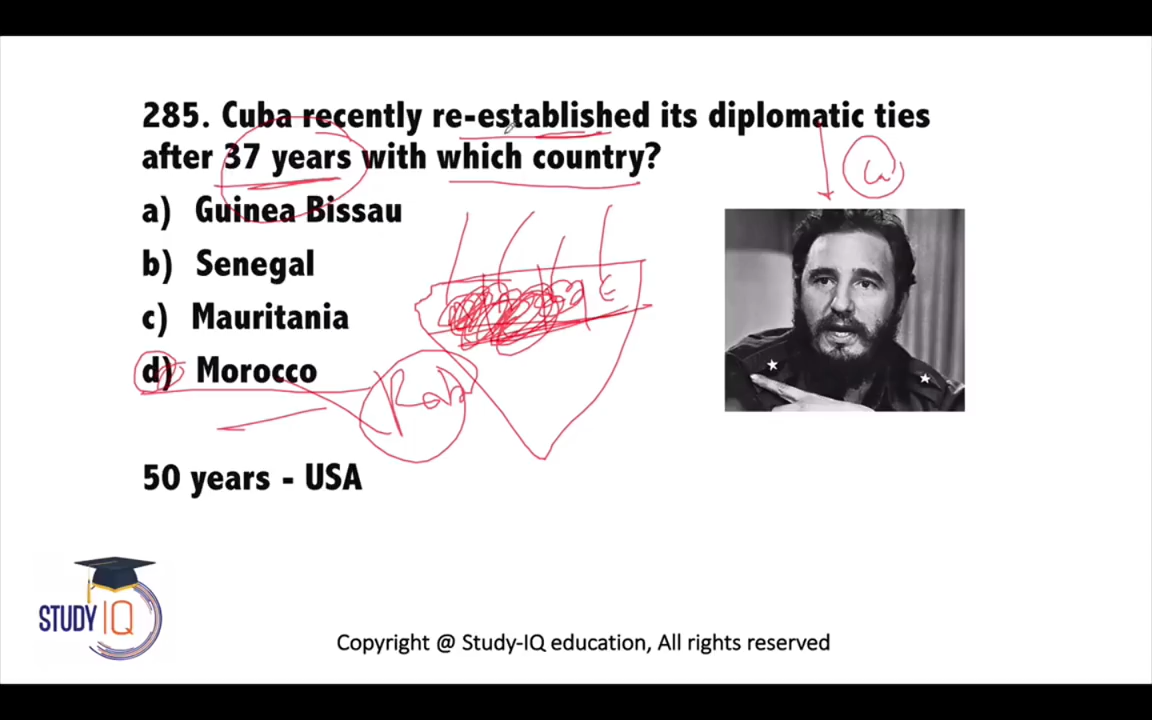 285. Cuba recently re-established its diplomatic ties
after 37 years with which country?
a) Guinea Bissau
b) Senegal
c) Mauritania
d) Morocco
50 years - USA
STUDY IQ
Copyright @ Study-IQ education, All rights reserved